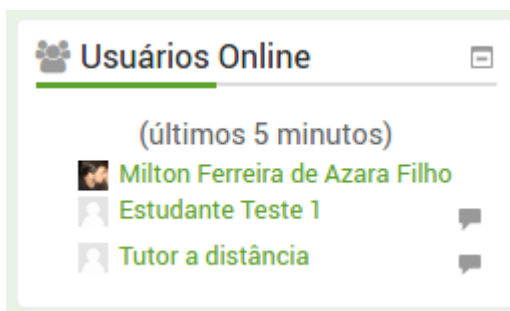 Usuários Online
(últimos 5 minutos)
Milton Ferreira de Azara Filho
Estudante Teste 1
Tutor a distância